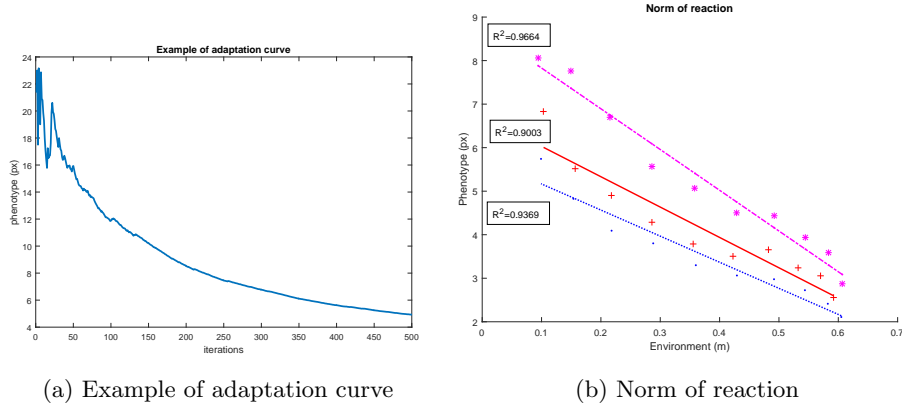 Example of adaptation curve
24
22
20
18
16
14
12
10
8
6
4
phenotype (px)
0 50 100 150 200 250 300 350 400 450 500
iterations
(a) Example of adaptation curve
Norm of reaction
9
8
7
6
5
4
3
2
Phenotype (px)
R²=0.9664
R²=0.9003
R²=0.9369
0 0.1 0.2 0.3 0.4 0.5 0.6 0.7
Environment (m)
(b) Norm of reaction